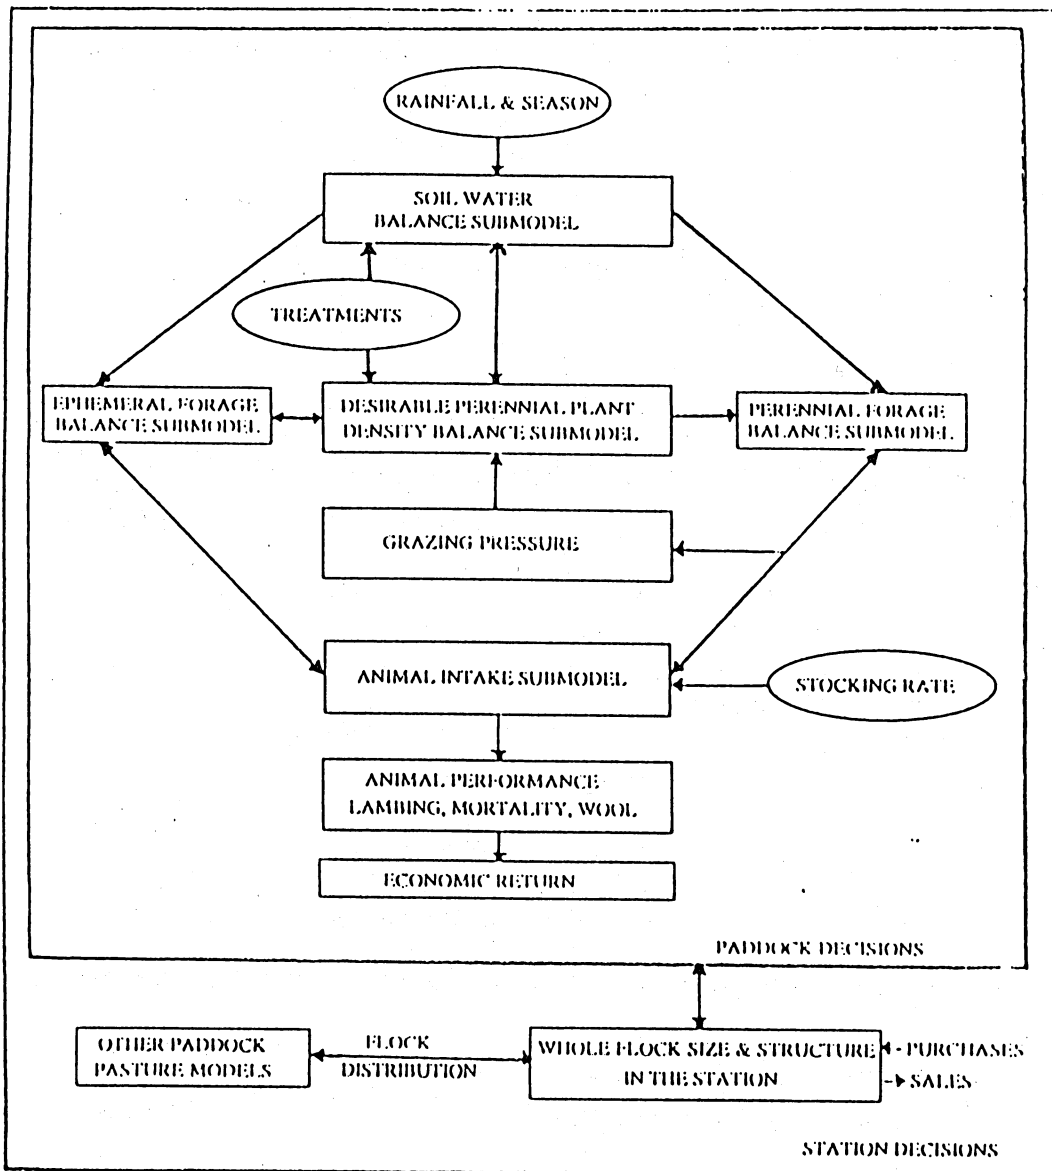 RAINFALL & SEASON
SOIL WATER
BALANCE SUBMODEL
TREATMENTS
EPHEMERAL FORAGE
BALANCE SUBMODEL
DESIRABLE PERENNIAL PLANT
DENSITY BALANCE SUBMODEL
PERENNIAL FORAGE
BALANCE SUBMODEL
GRAZING PRESSURE
ANIMAL INTAKE SUBMODEL
STOCKING RATE
ANIMAL PERFORMANCE
LAMBING, MORTALITY, WOOL
ECONOMIC RETURN
PADDOCK DECISIONS
OTHER PADDOCK
PASTURE MODELS
FLOCK
DISTRIBUTION
WHOLE FLOCK SIZE & STRUCTURE
IN THE STATION
PURCHASES
SALES
STATION DECISIONS